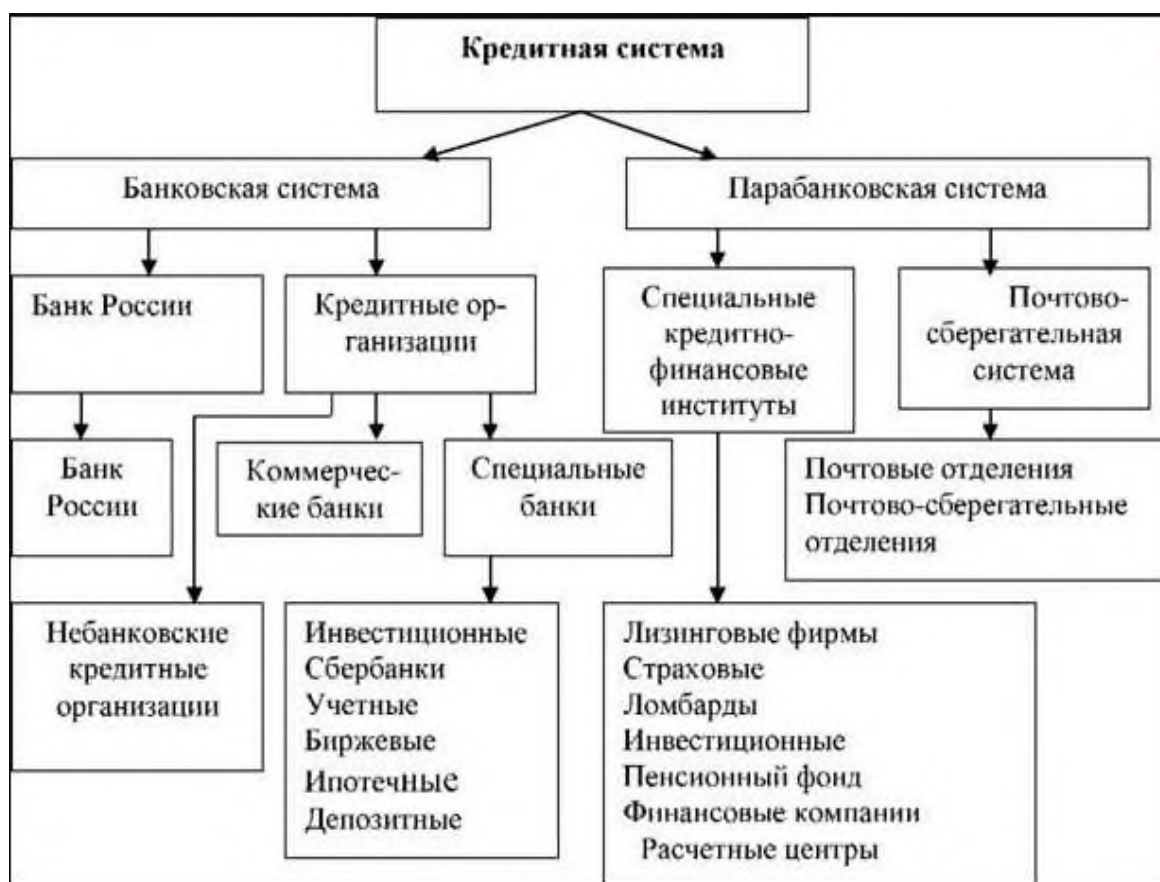 Кредитная система
Банковская система
Парабанковская система
Банк России
Кредитные ор-
ганизации
Специальные
кредитно-
финансовые
институты
Почтово-
сберегательная
система
Банк
России
Коммерчес-
кие банки
Специальные
банки
Почтовые отделения
Почтово-сберегательные
отделения
Небанковские
кредитные
организации
Инвестиционные
Сбербанки
Учетные
Биржевые
Ипотечные
Депозитные
Лизинговые фирмы
Страховые
Ломбарды
Инвестиционные
Пенсионный фонд
Финансовые компании
Расчетные центры